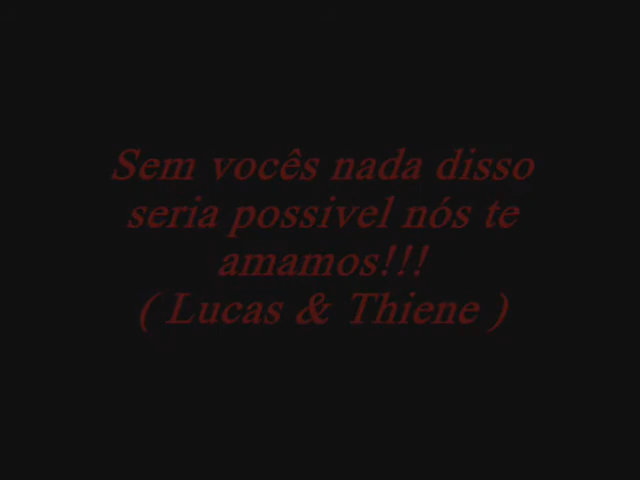 Sem vocês nada disso
seria possivel nós te
amamos!!!
( Lucas & Thiene )